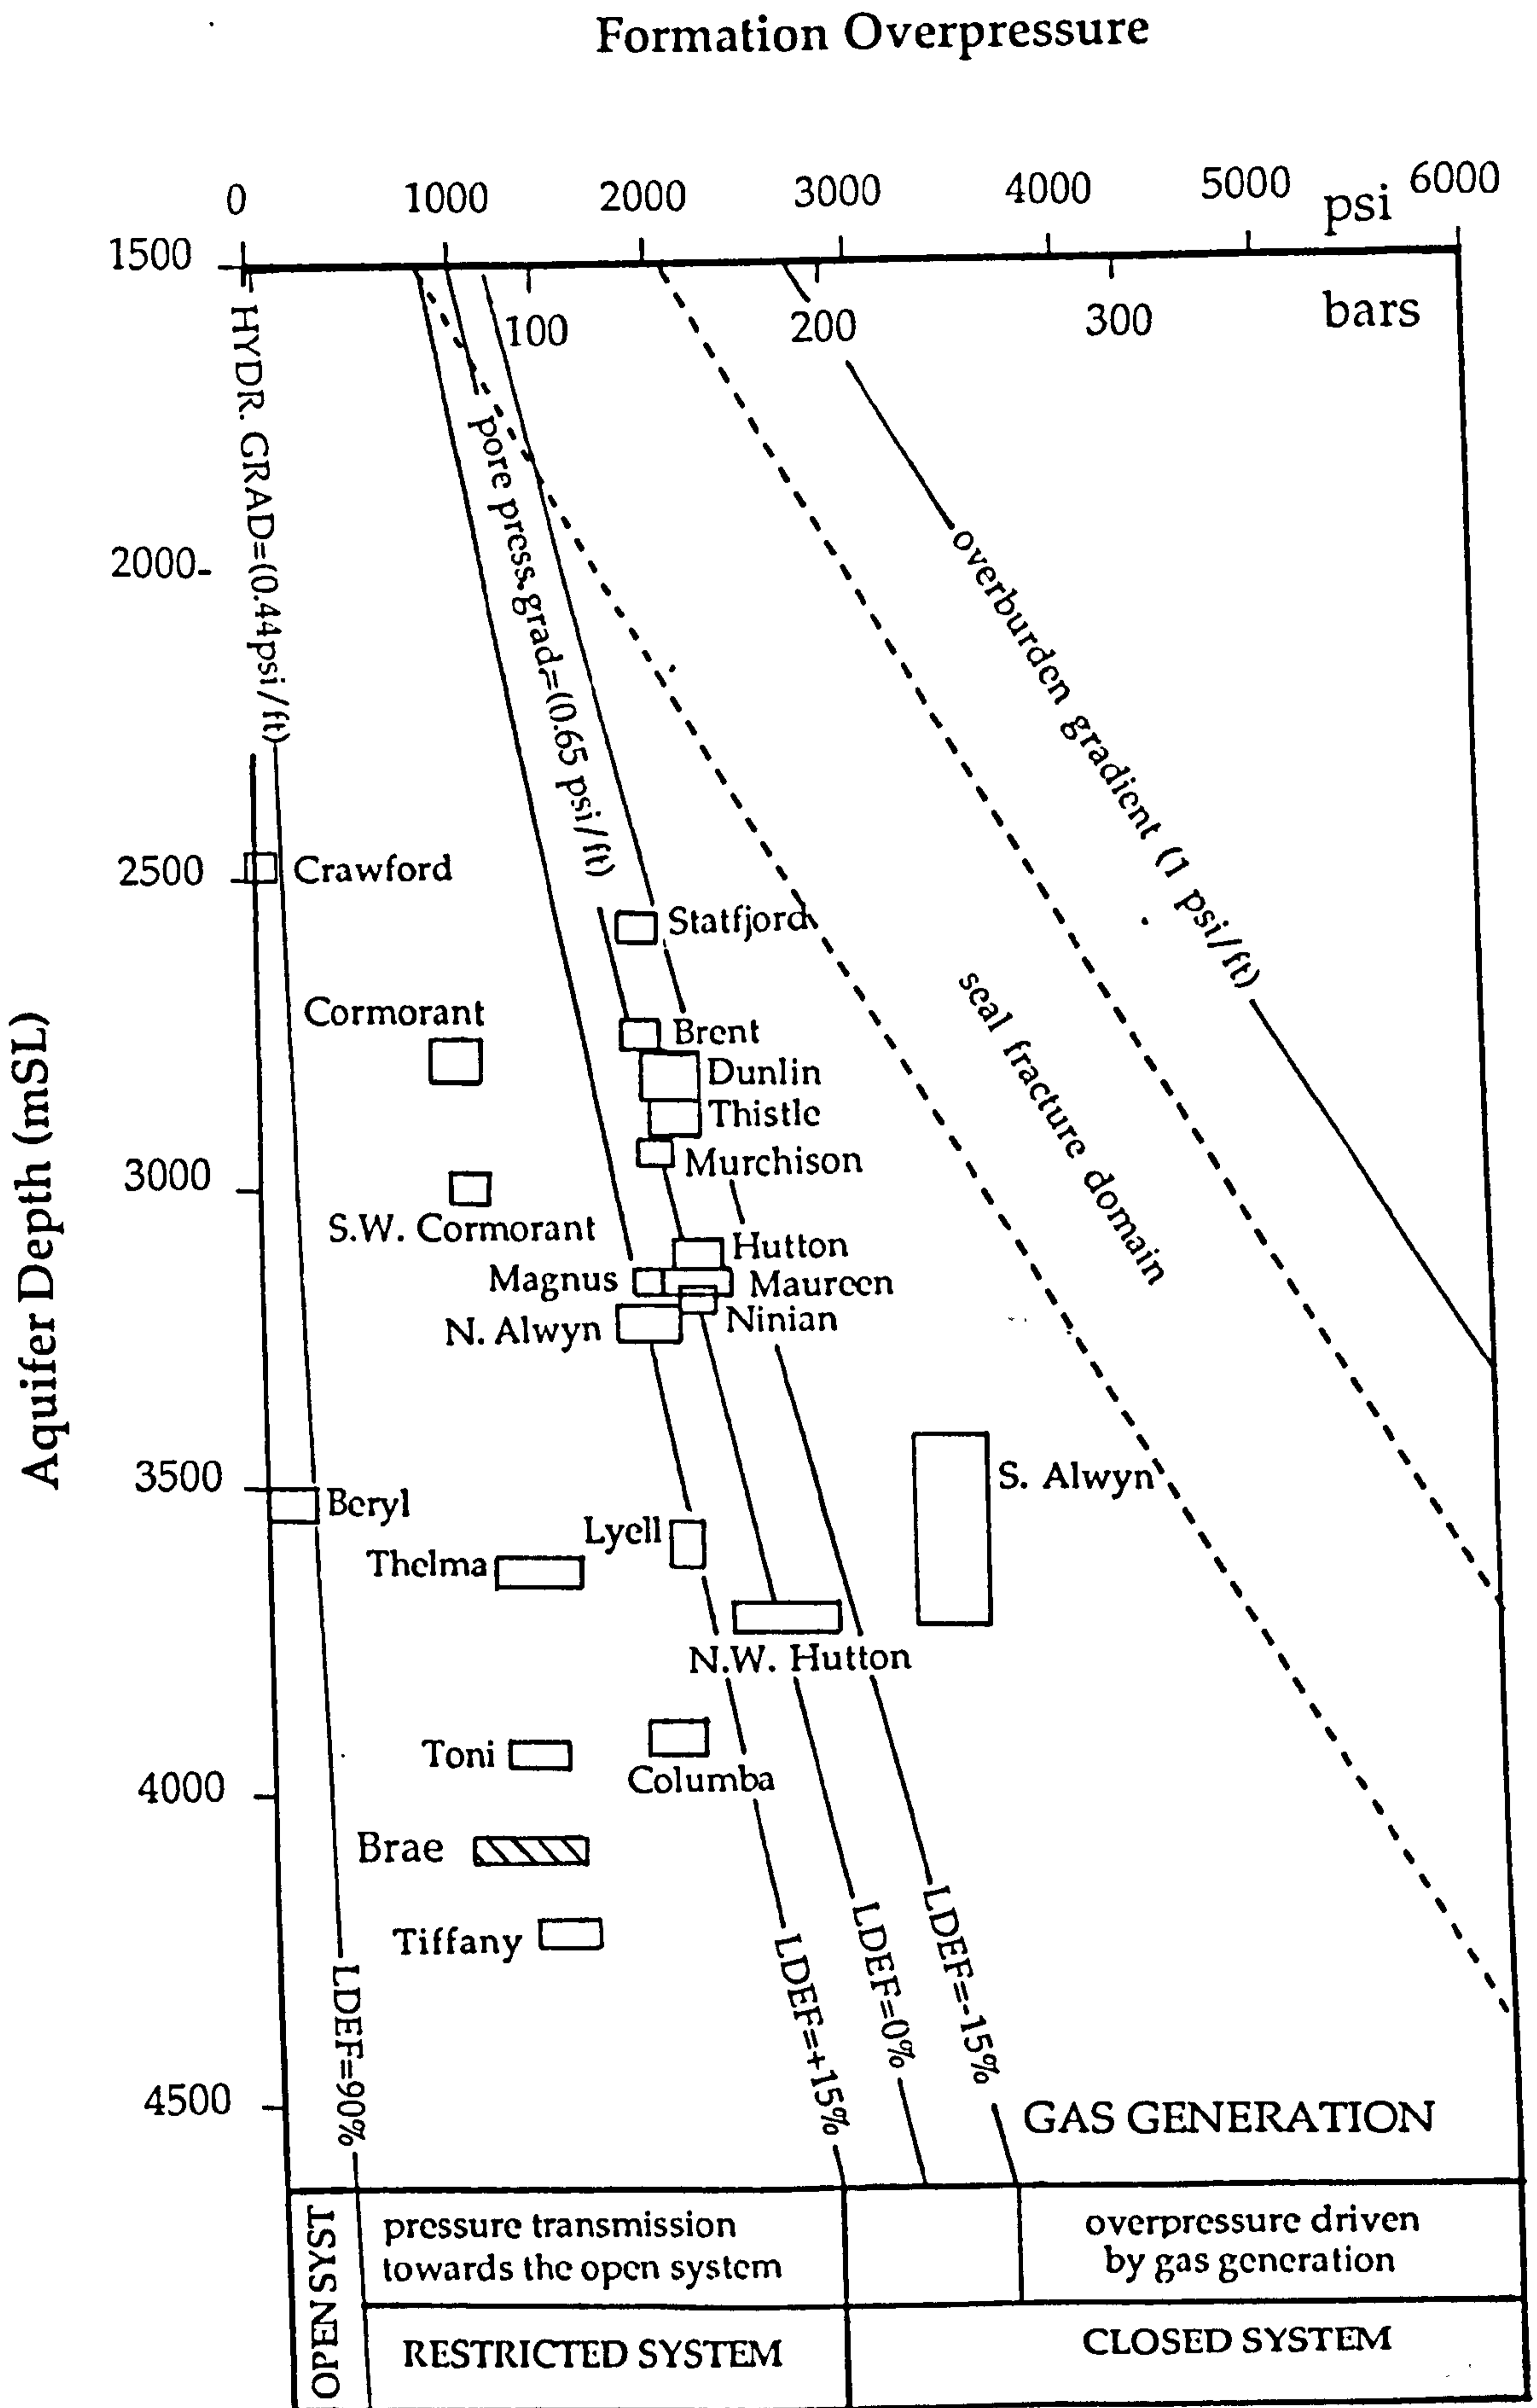 Formation Overpressure
0 1000 2000 3000 4000 5000 psi 6000
1500
100 200 300 bars
HYDR. GRAD=(0.44psi/ft)
pore press. grad.=(0.65 psi/ft)
overburden gradient (1 psi/ft)
seal fracture domain
Aquifer Depth (mSL)
2000
2500
Crawford
Statfjord
Cormorant
Brent
Dunlin
Thistle
Murchison
3000
S.W. Cormorant
Hutton
Magnus
Maureen
Ninian
N. Alwyn
3500
S. Alwyn
Beryl
Lyell
Thelma
N.W. Hutton
Toni
Columba
4000
Brae
Tiffany
LDEF=90%
LDEF=+15%
LDEF=0%
LDEF=-15%
4500
GAS GENERATION
OPEN SYST
pressure transmission
towards the open system
overpressure driven
by gas generation
RESTRICTED SYSTEM
CLOSED SYSTEM